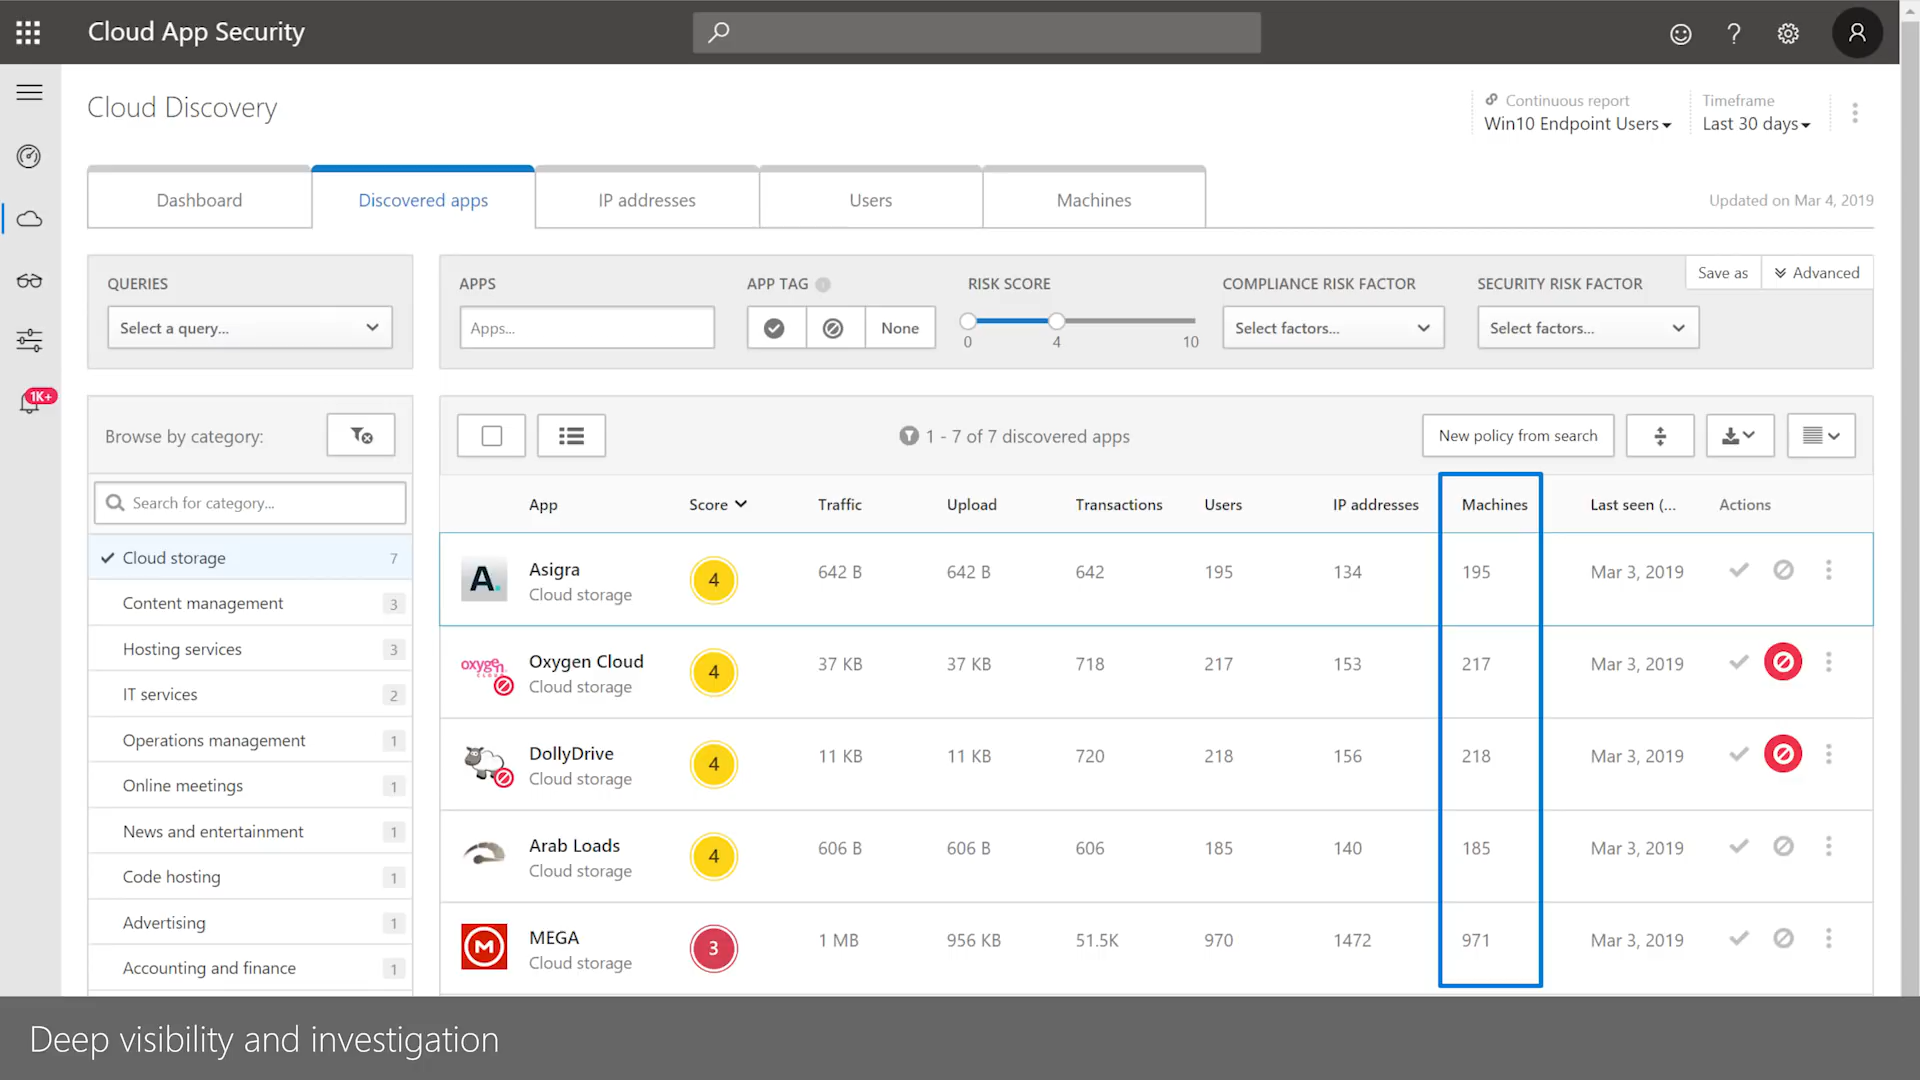 Cloud App Security
Cloud Discovery
Continuous report
Win10 Endpoint Users
Timeframe
Last 30 days
Dashboard
Discovered apps
IP addresses
Users
Machines
Updated on Mar 4, 2019
QUERIES
Select a query...
APPS
Apps...
APP TAG
None
RISK SCORE
0 4 10
COMPLIANCE RISK FACTOR
Select factors...
SECURITY RISK FACTOR
Select factors...
Save as
Advanced
1K+
Browse by category:
Search for category...
Cloud storage 7
Content management 3
Hosting services 3
IT services 2
Operations management 1
Online meetings 1
News and entertainment 1
Code hosting 1
Advertising 1
Accounting and finance 1
1 - 7 of 7 discovered apps
New policy from search
App Score Traffic Upload Transactions Users IP addresses Machines Last seen (... Actions
A. Asigra 4 642 B 642 B 642 195 134 195 Mar 3, 2019
Cloud storage
oxygen CLOUD Oxygen Cloud 4 37 KB 37 KB 718 217 153 217 Mar 3, 2019
Cloud storage
DollyDrive 4 11 KB 11 KB 720 218 156 218 Mar 3, 2019
Cloud storage
Arab Loads 4 606 B 606 B 606 185 140 185 Mar 3, 2019
Cloud storage
M MEGA 3 1 MB 956 KB 51.5K 970 1472 971 Mar 3, 2019
Cloud storage
Deep visibility and investigation